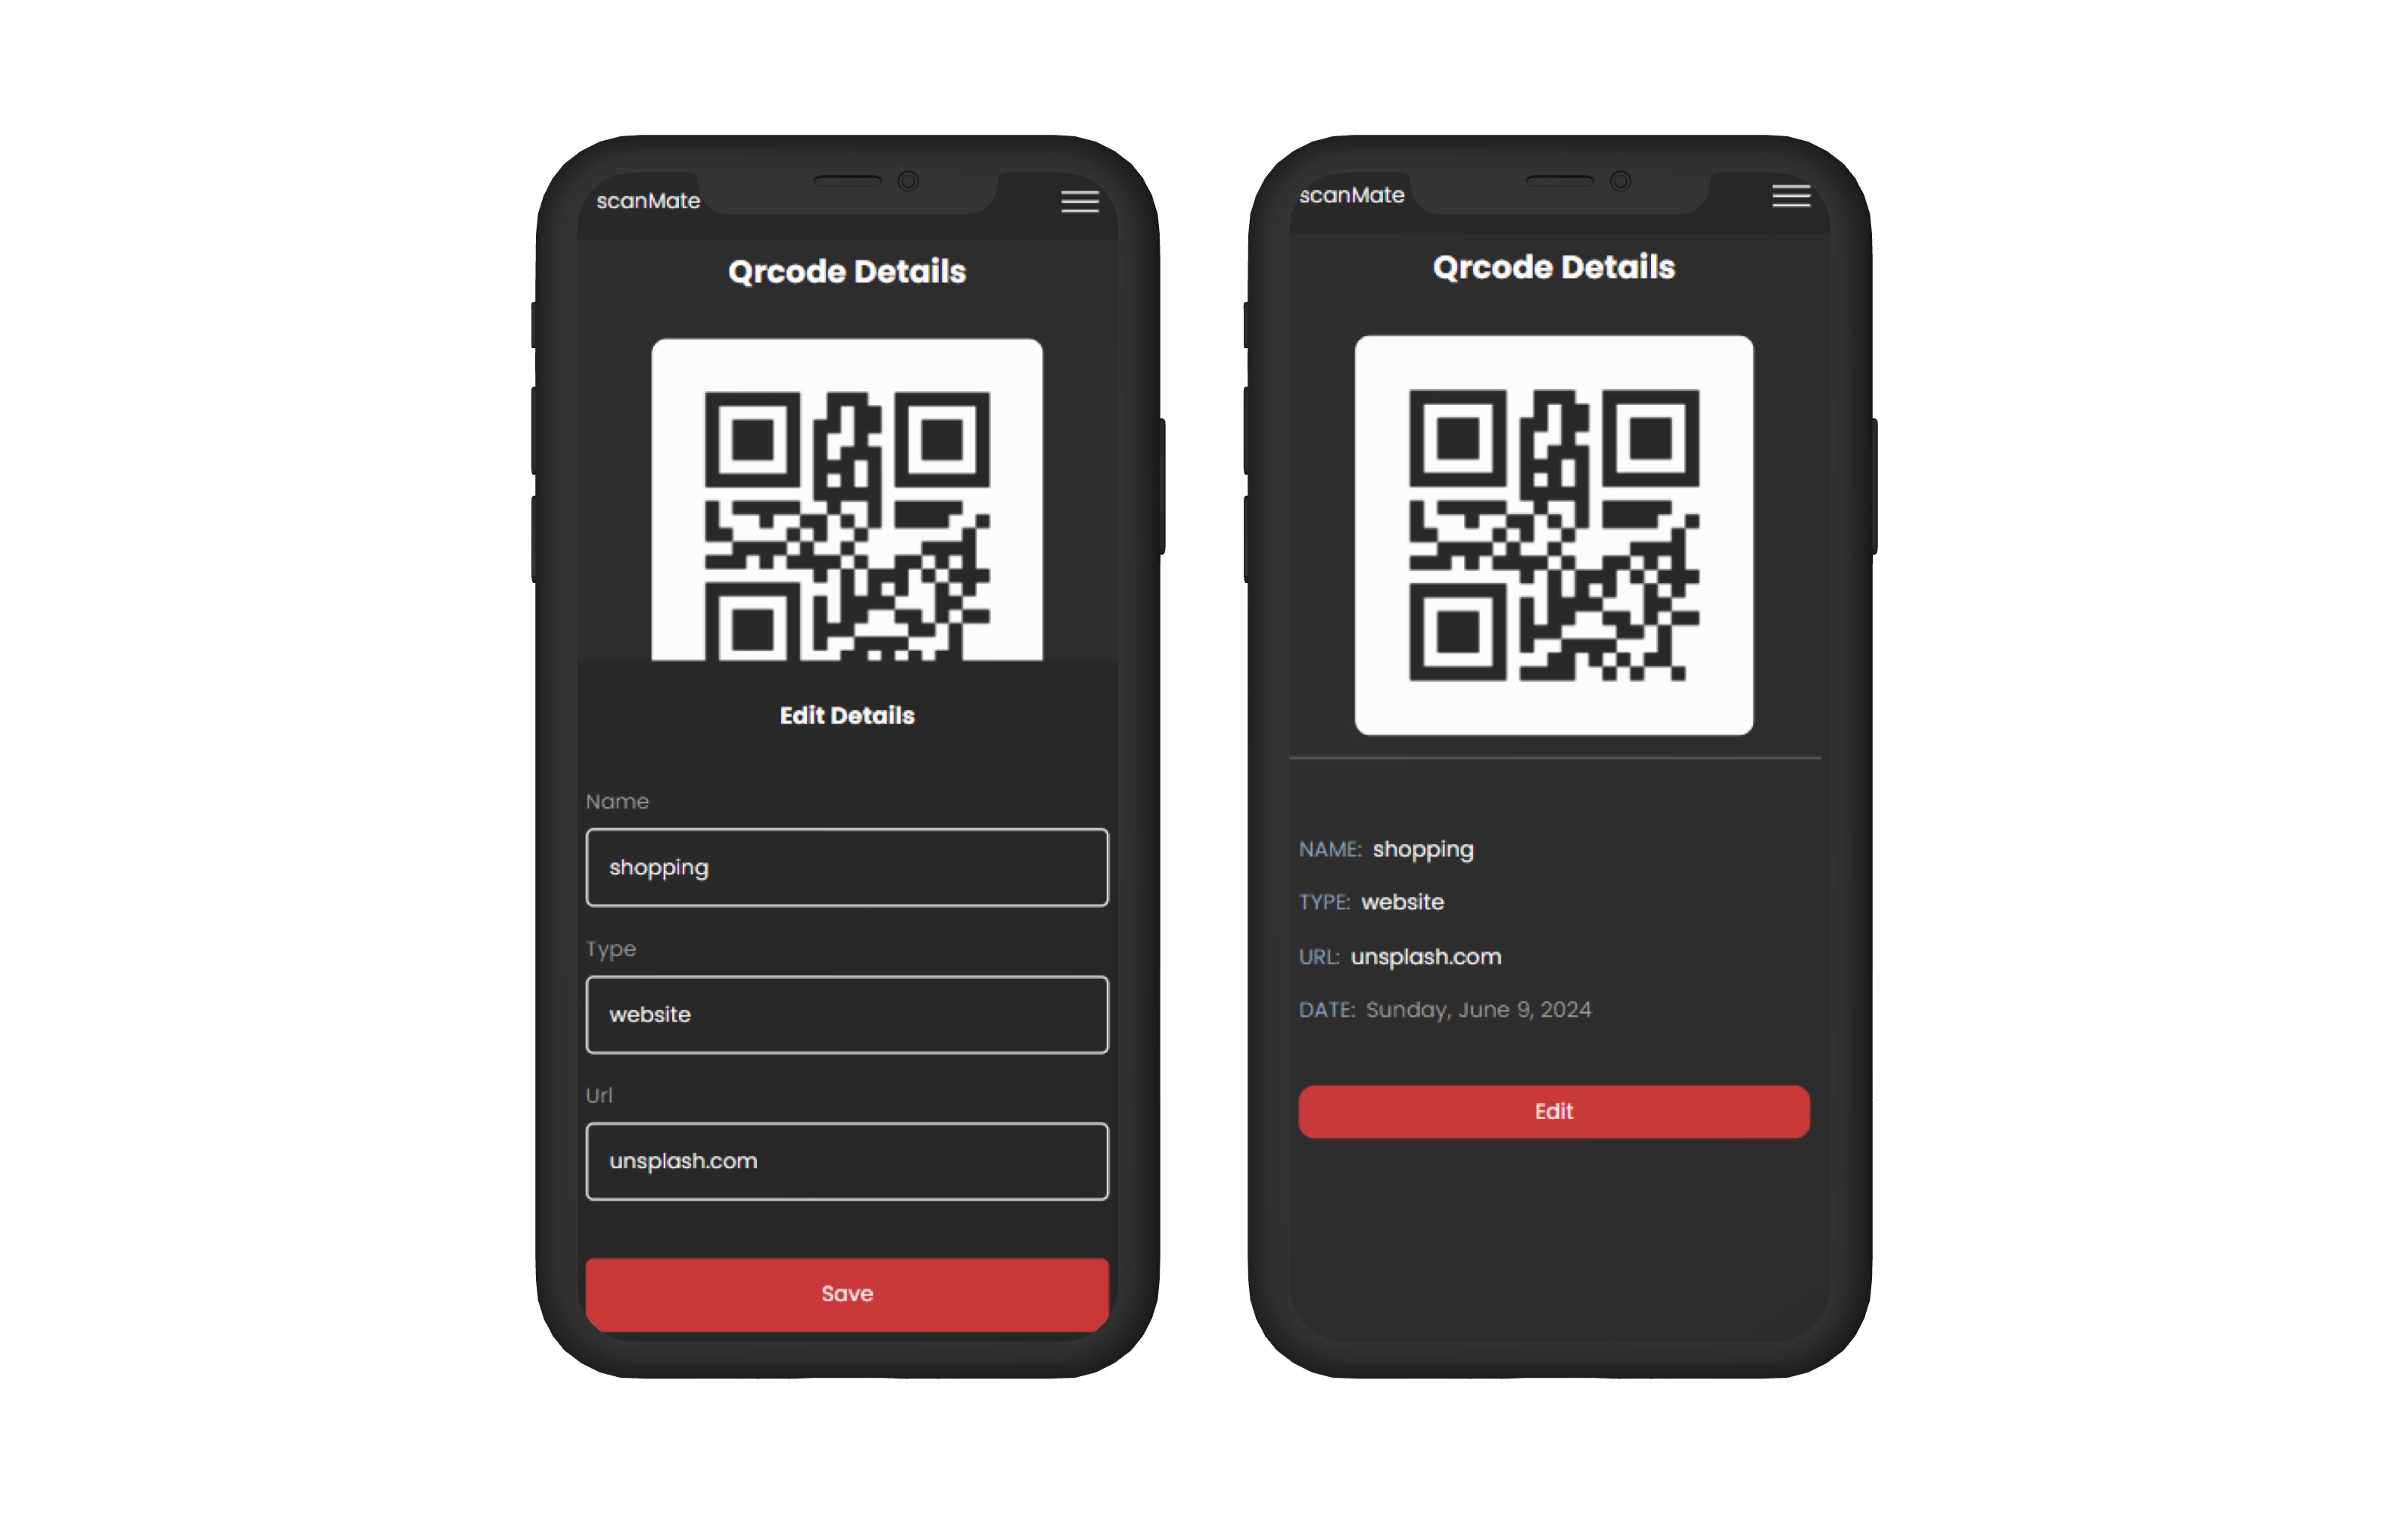 scanMate
Qrcode Details
Edit Details
Name
shopping
Type
website
Url
unsplash.com
Save
scanMate
Qrcode Details
NAME: shopping
TYPE: website
URL: unsplash.com
DATE: Sunday, June 9, 2024
Edit